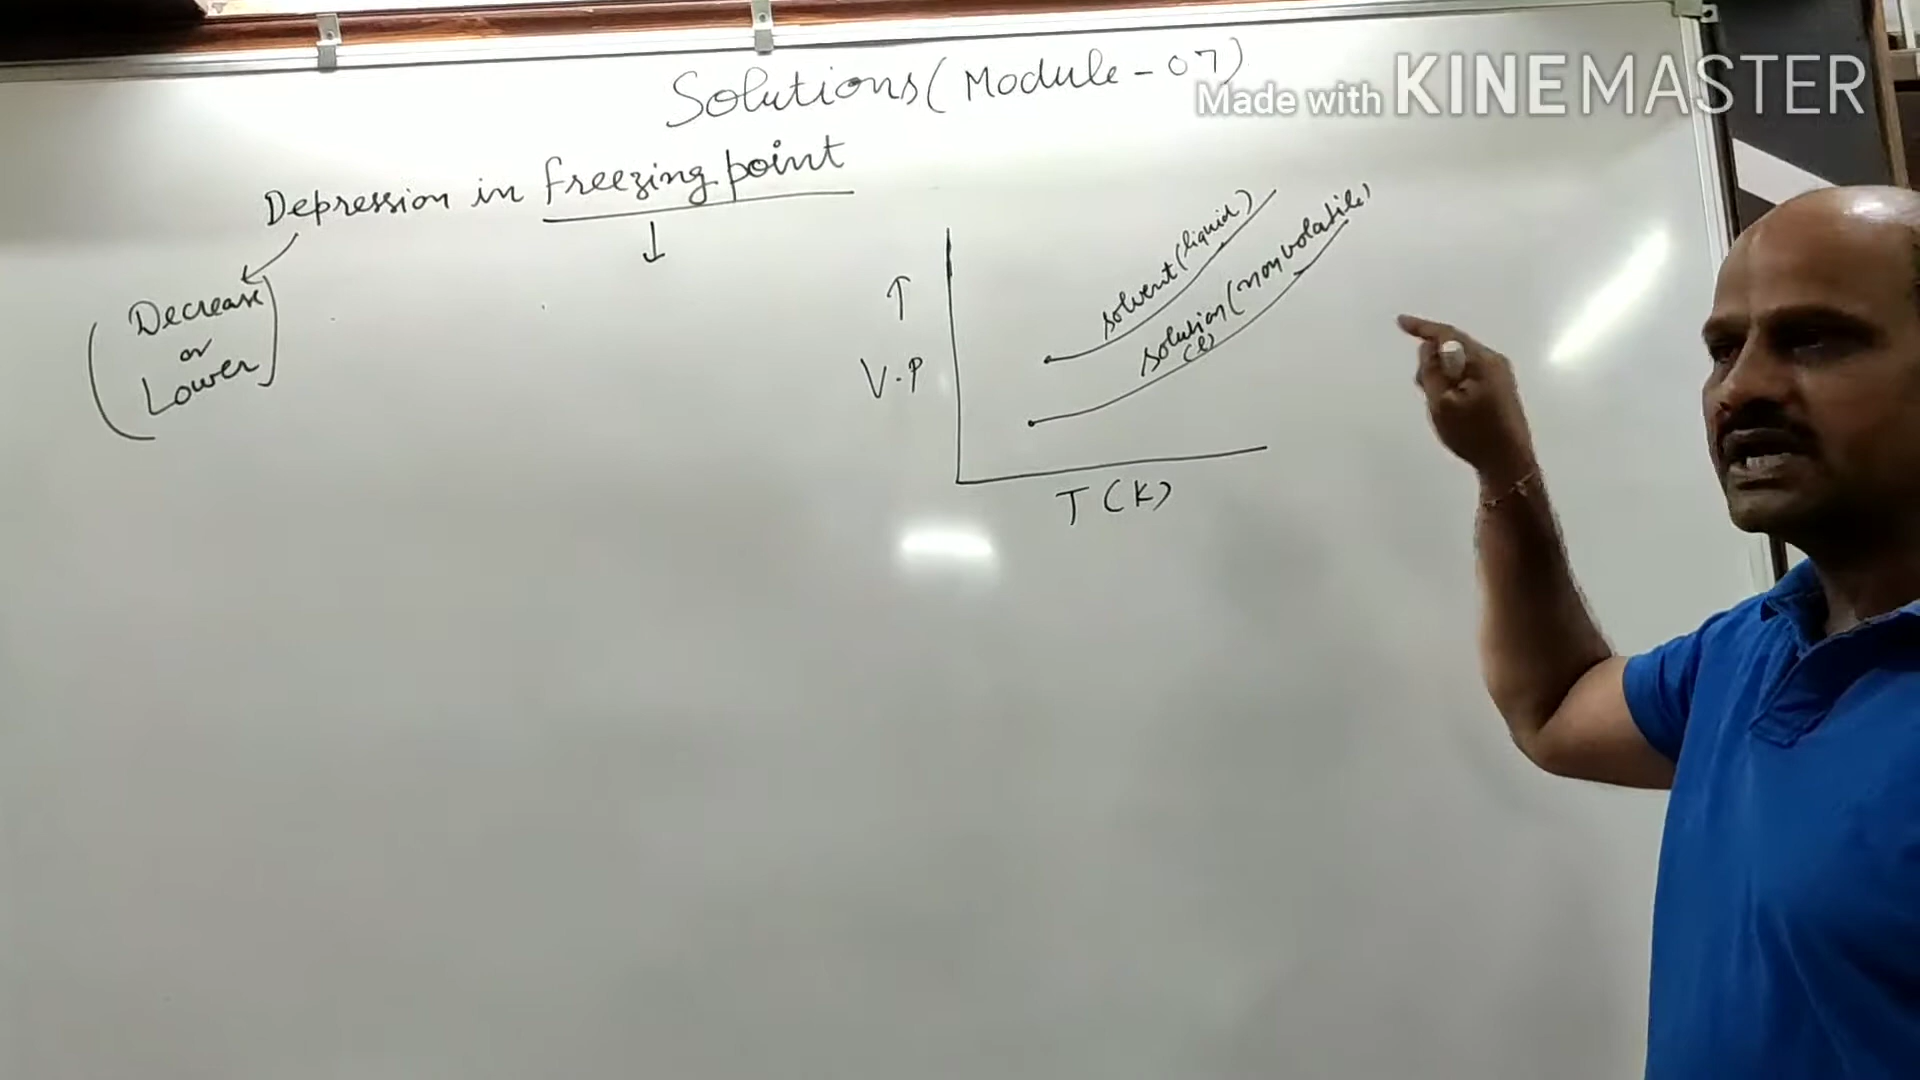 Solutions (Module - 07)
Made with KINEMASTER
Depression in freezing point
↓
(Decrease
or
Lower)
↑
V.P
solvent (liquid)
solution (non volatile)
(l)
T (K)